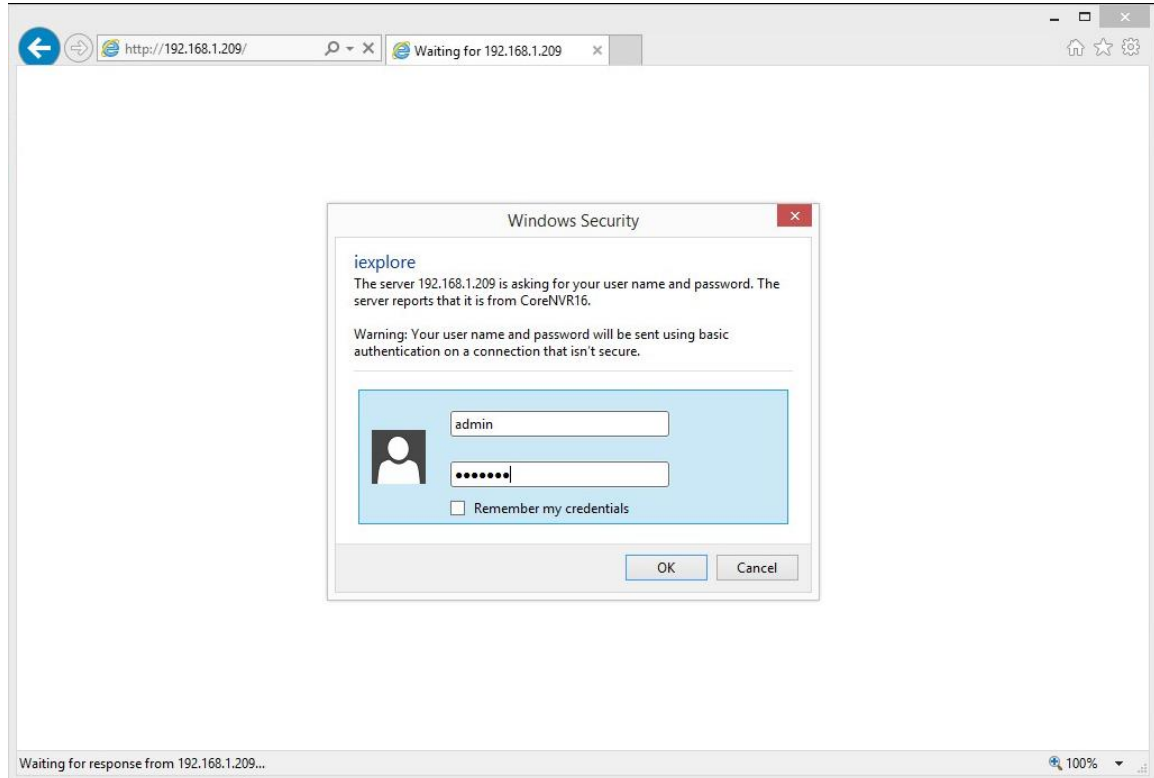 http://192.168.1.209/
Waiting for 192.168.1.209
Windows Security
iexplore
The server 192.168.1.209 is asking for your user name and password. The
server reports that it is from CoreNVR16.
Warning: Your user name and password will be sent using basic
authentication on a connection that isn't secure.
admin
•••••••
Remember my credentials
OK Cancel
Waiting for response from 192.168.1.209... 100%